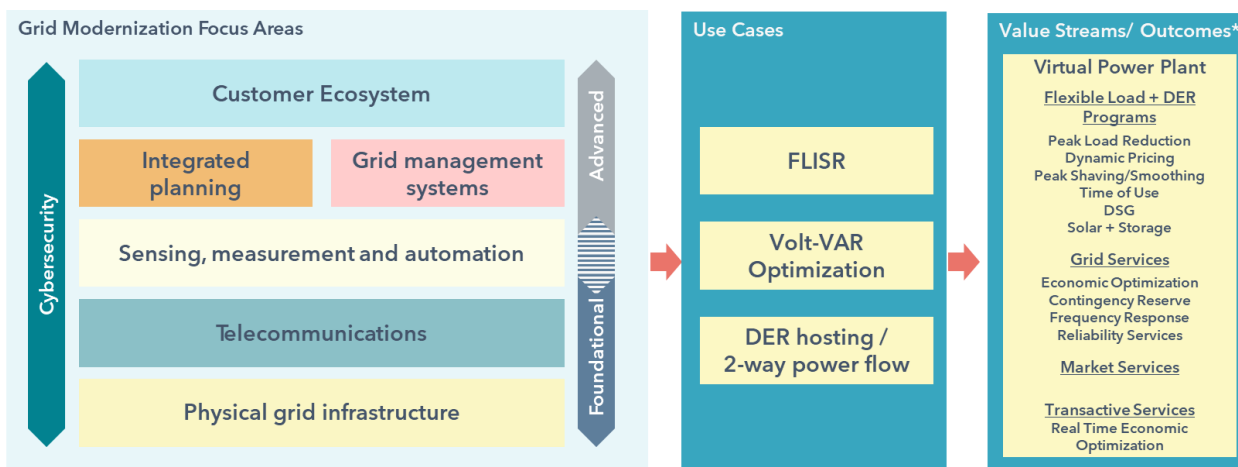 Grid Modernization Focus Areas
Cybersecurity
Customer Ecosystem
Integrated
planning
Grid management
systems
Sensing, measurement and automation
Telecommunications
Physical grid infrastructure
Advanced
Foundational
Use Cases
FLISR
Volt-VAR
Optimization
DER hosting /
2-way power flow
Value Streams/ Outcomes*
Virtual Power Plant
Flexible Load + DER
Programs
Peak Load Reduction
Dynamic Pricing
Peak Shaving/Smoothing
Time of Use
DSG
Solar + Storage
Grid Services
Economic Optimization
Contingency Reserve
Frequency Response
Reliability Services
Market Services
Transactive Services
Real Time Economic
Optimization